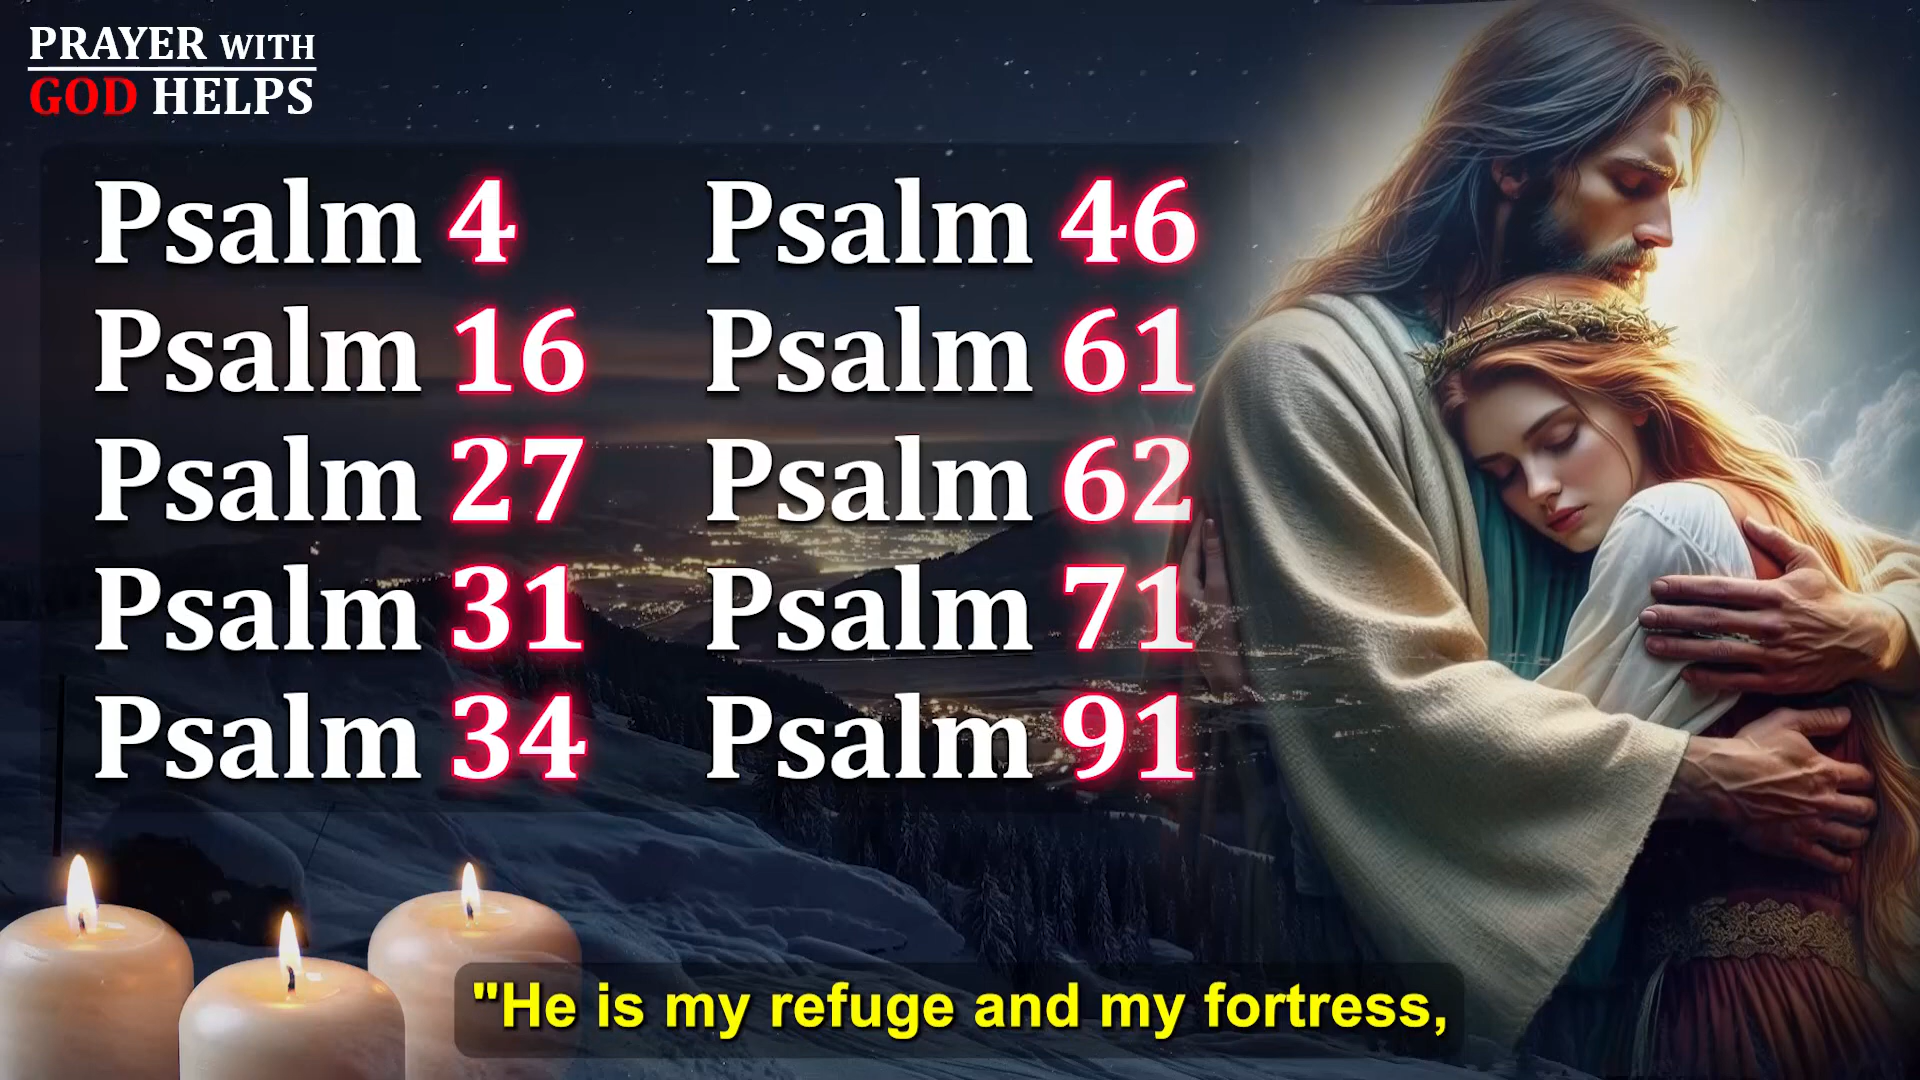 PRAYER WITH
GOD HELPS
Psalm 4
Psalm 16
Psalm 27
Psalm 31
Psalm 34
Psalm 46
Psalm 61
Psalm 62
Psalm 71
Psalm 91
"He is my refuge and my fortress,